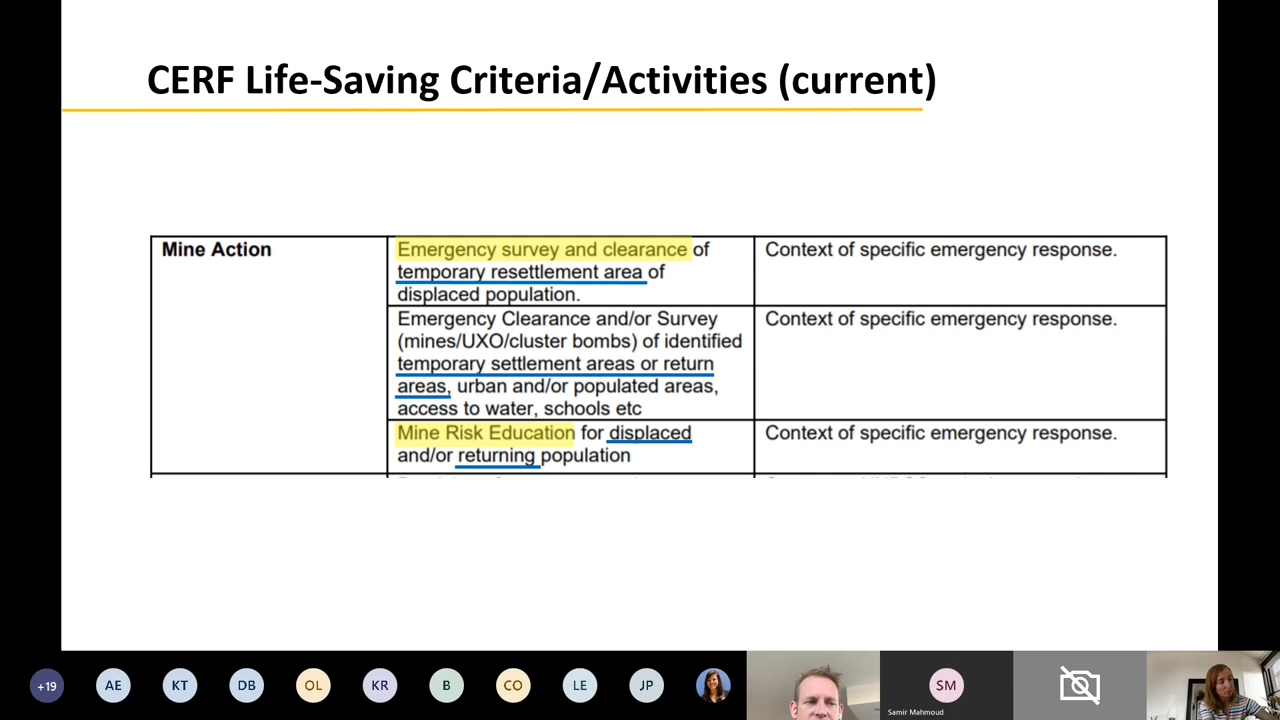 CERF Life-Saving Criteria/Activities (current)
Mine Action
Emergency survey and clearance of
temporary resettlement area of
displaced population.
Context of specific emergency response.
Emergency Clearance and/or Survey
(mines/UXO/cluster bombs) of identified
temporary settlement areas or return
areas, urban and/or populated areas,
access to water, schools etc
Context of specific emergency response.
Mine Risk Education for displaced
and/or returning population
Context of specific emergency response.
+19
AE
KT
DB
OL
KR
B
CO
LE
JP
SM
Samir Mahmoud